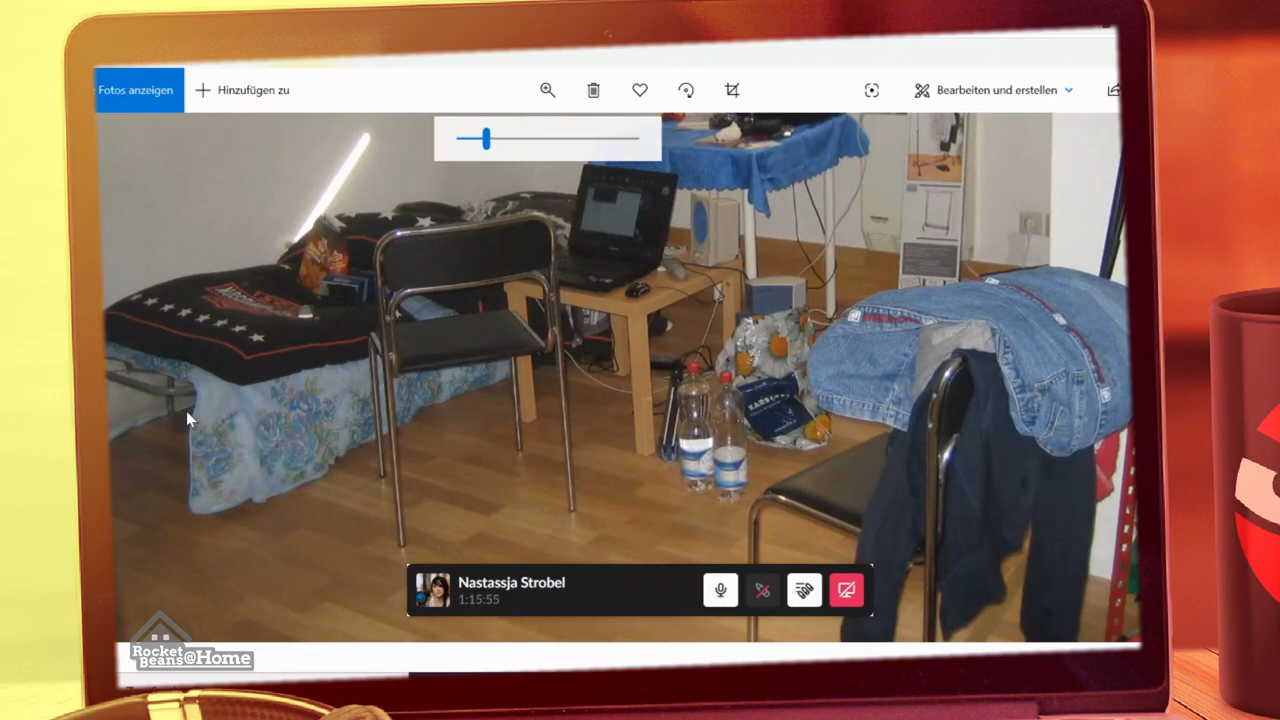 Fotos anzeigen
Hinzufügen zu
Bearbeiten und erstellen
Nastassja Strobel
1:15:55
Rocket
Beans@Home